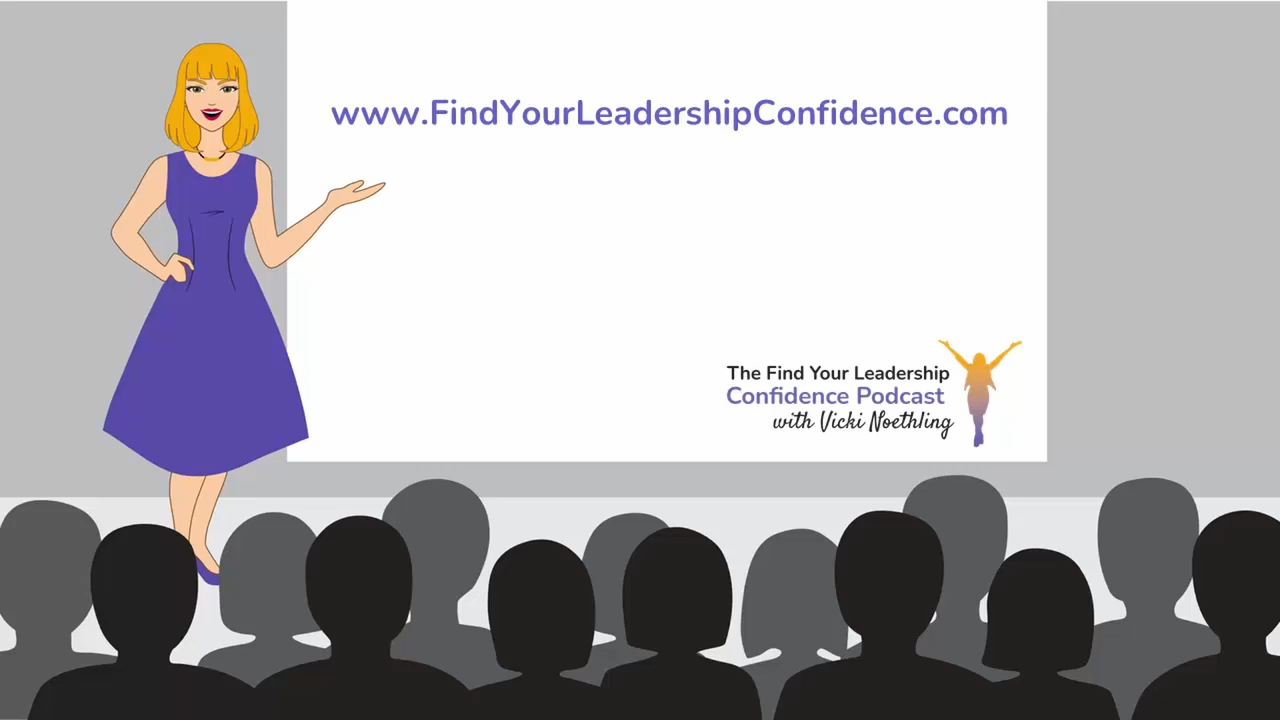 www.FindYourLeadershipConfidence.com
The Find Your Leadership
Confidence Podcast
with Vicki Noethling